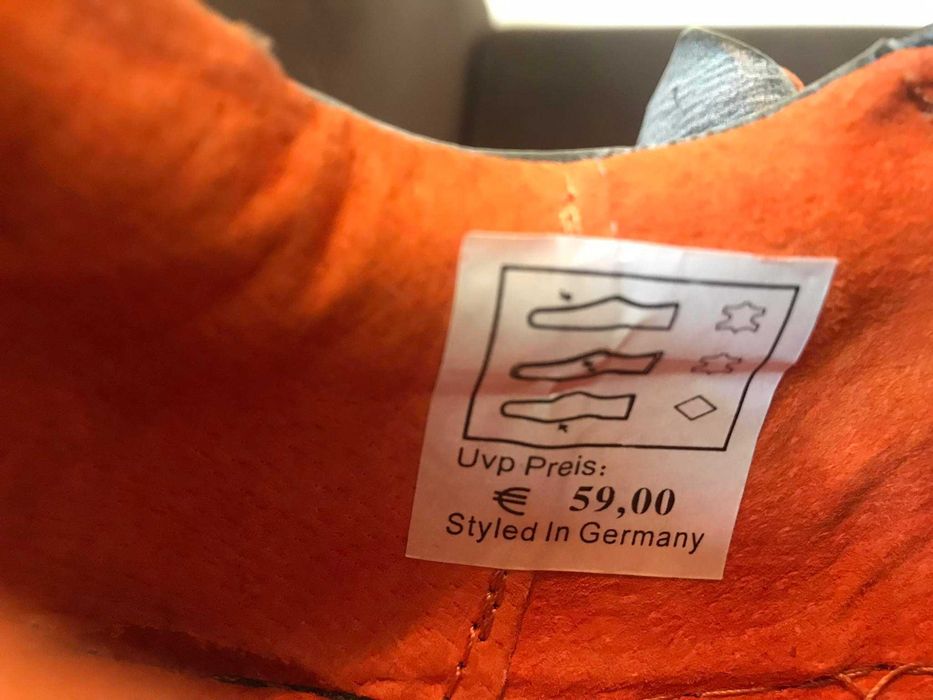 Uvp Preis:
€ 59,00
Styled In Germany